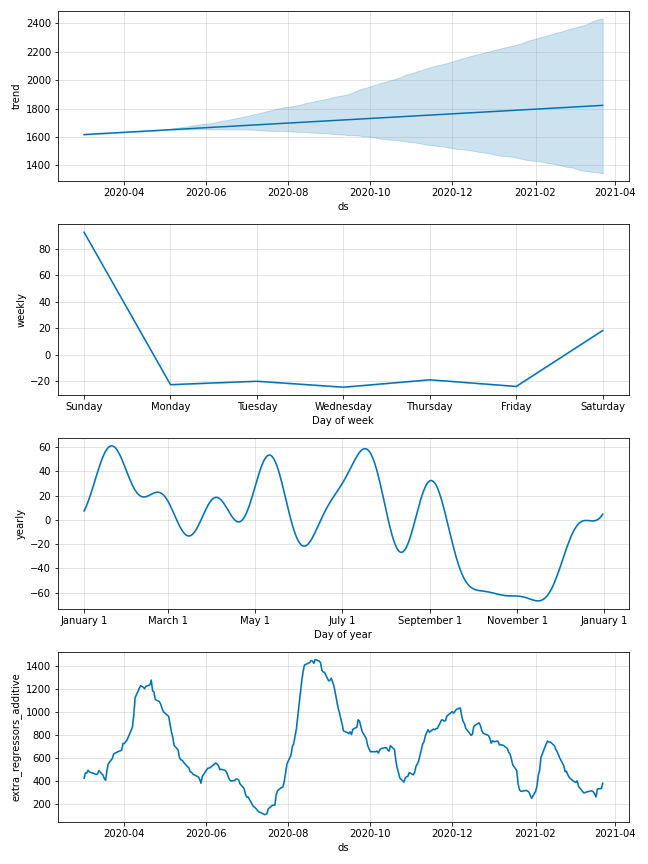 2400
2200
2000
1800
1600
1400
trend
2020-04 2020-06 2020-08 2020-10 2020-12 2021-02 2021-04
ds
80
60
40
20
0
−20
weekly
Sunday Monday Tuesday Wednesday Thursday Friday Saturday
Day of week
60
40
20
0
−20
−40
−60
yearly
January 1 March 1 May 1 July 1 September 1 November 1 January 1
Day of year
1400
1200
1000
800
600
400
200
extra_regressors_additive
2020-04 2020-06 2020-08 2020-10 2020-12 2021-02 2021-04
ds